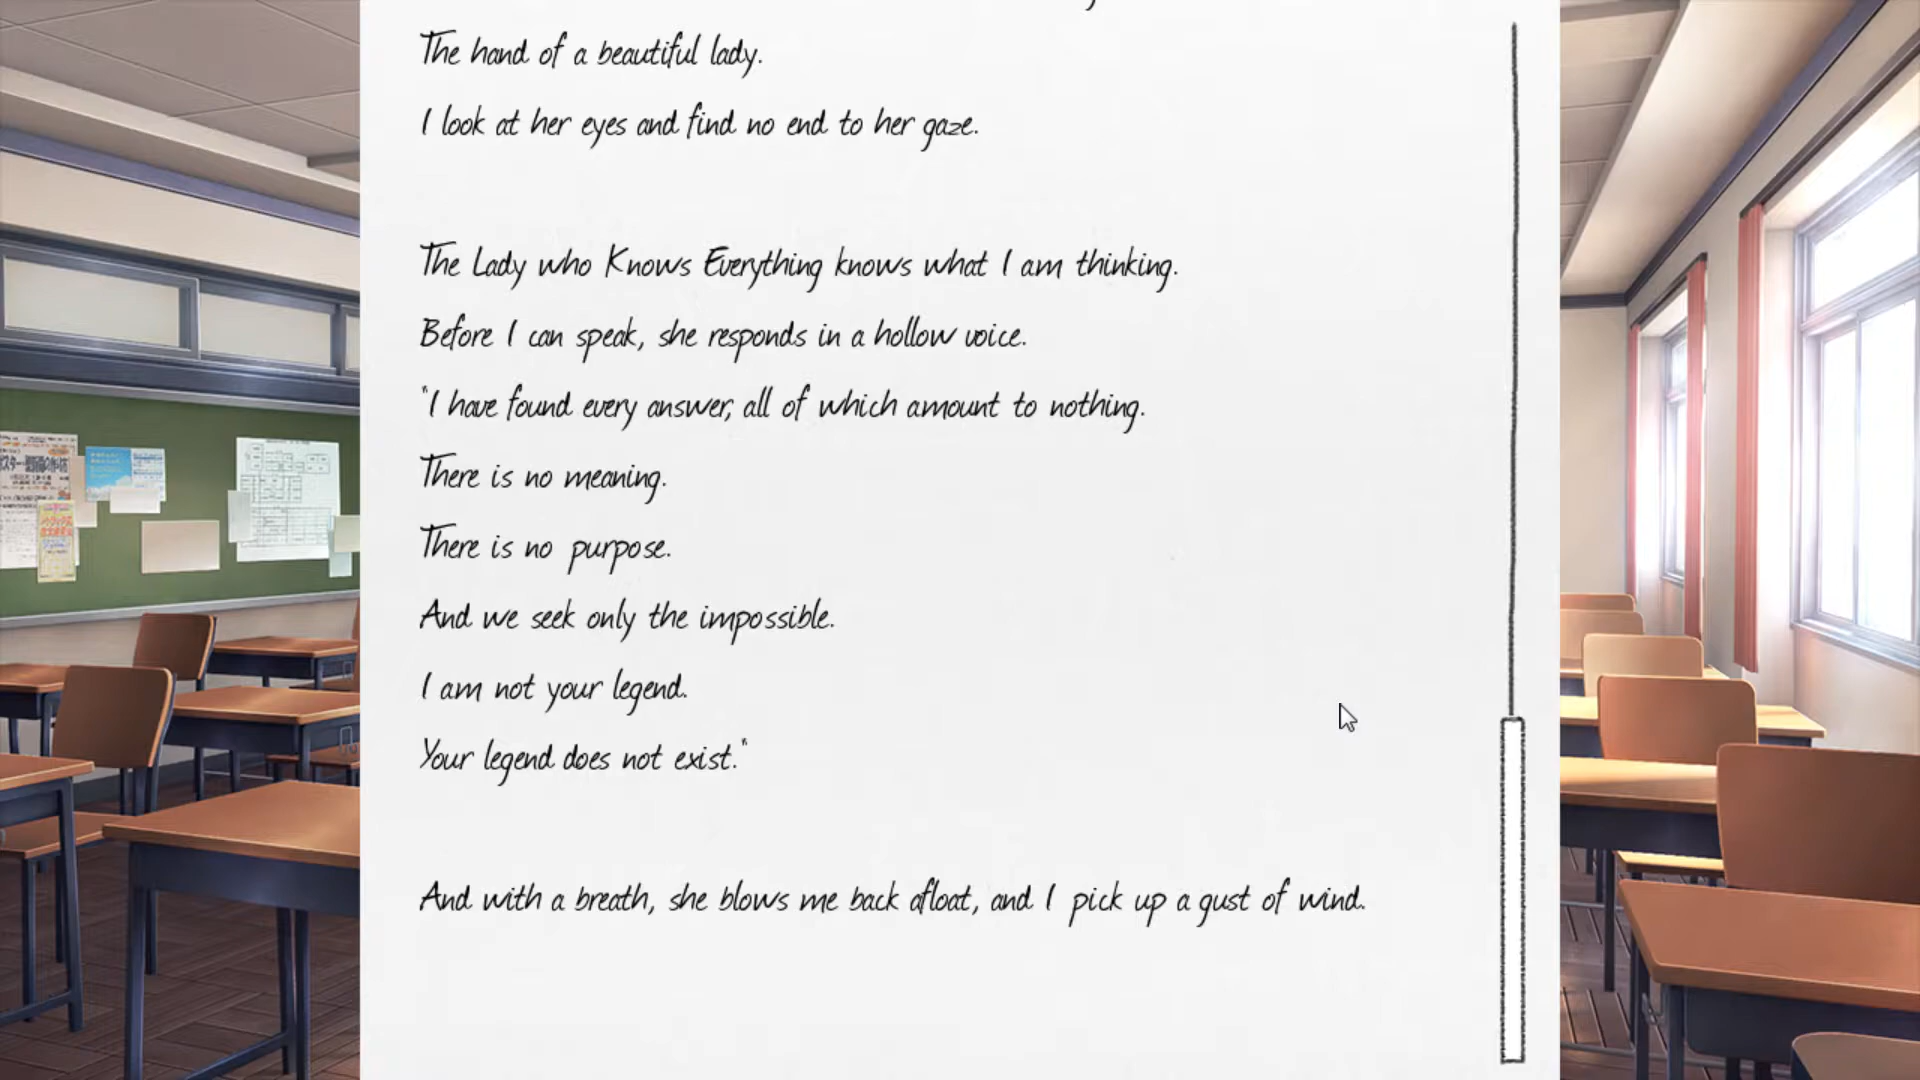 The hand of a beautiful lady.
I look at her eyes and find no end to her gaze.
The Lady who Knows Everything knows what I am thinking.
Before I can speak, she responds in a hollow voice.
"I have found every answer, all of which amount to nothing.
There is no meaning.
There is no purpose.
And we seek only the impossible.
I am not your legend.
Your legend does not exist."
And with a breath, she blows me back afloat, and I pick up a gust of wind.